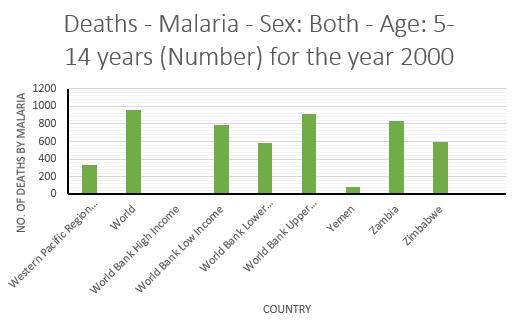 Deaths - Malaria - Sex: Both - Age: 5-
14 years (Number) for the year 2000
NO. OF DEATHS BY MALARIA
1200
1000
800
600
400
200
0
Western Pacific Region...
World
World Bank High Income
World Bank Low Income
World Bank Lower...
World Bank Upper...
Yemen
Zambia
Zimbabwe
COUNTRY